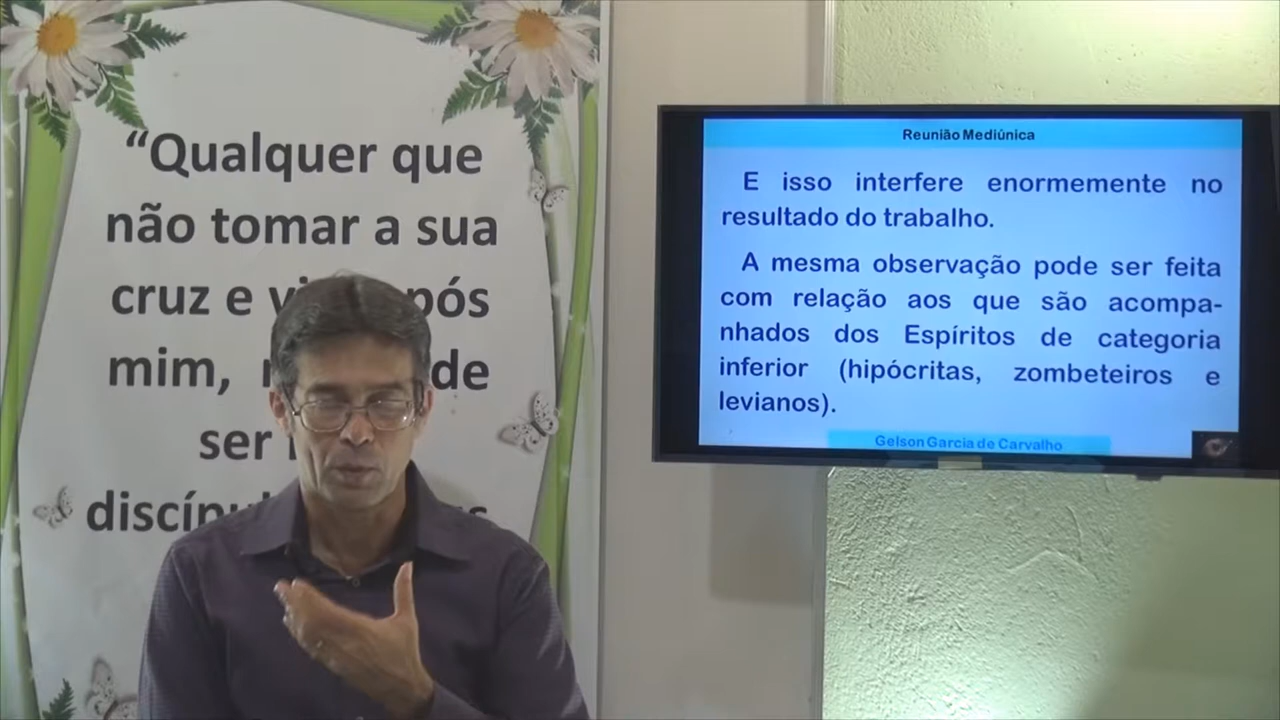 “Qualquer que
não tomar a sua
cruz e pós
mim, de
ser
Reunião Mediúnica
E isso interfere enormemente no
resultado do trabalho.
A mesma observação pode ser feita
com relação aos que são acompa-
nhados dos Espíritos de categoria
inferior (hipócritas, zombeteiros e
levianos).
Gelson Garcia de Carvalho